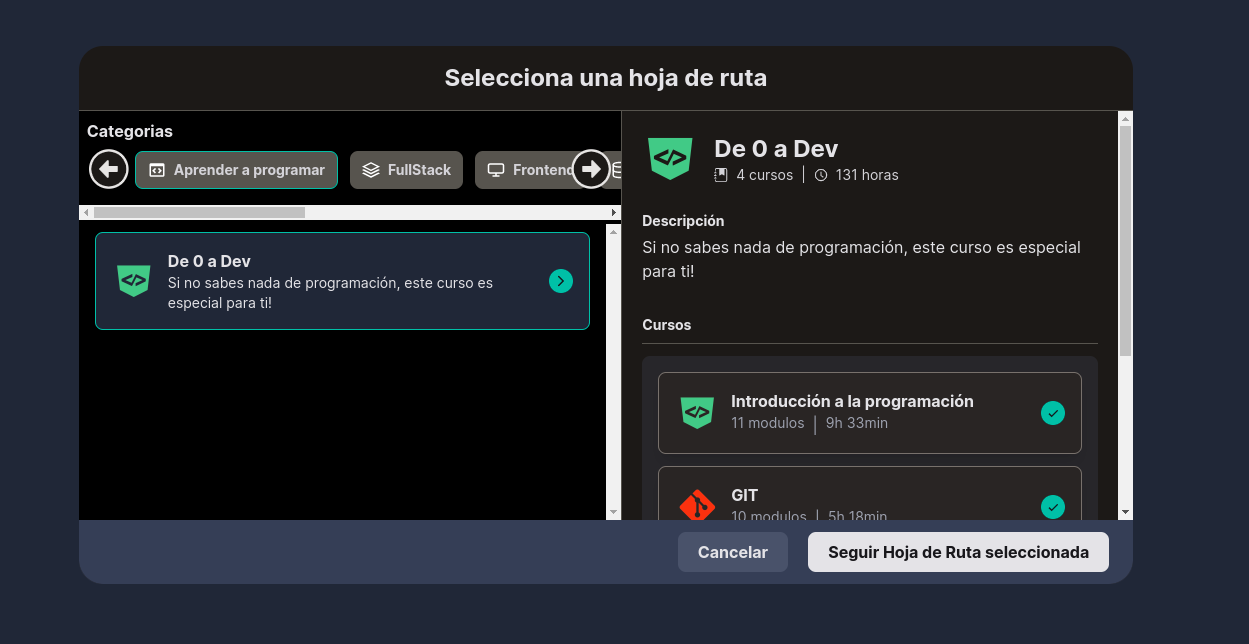 Selecciona una hoja de ruta
Categorias
Aprender a programar
FullStack
Frontend
De 0 a Dev
Si no sabes nada de programación, este curso es
especial para ti!
De 0 a Dev
4 cursos | 131 horas
Descripción
Si no sabes nada de programación, este curso es especial
para ti!
Cursos
Introducción a la programación
11 modulos | 9h 33min
GIT
10 modulos | 5h 18min
Cancelar
Seguir Hoja de Ruta seleccionada